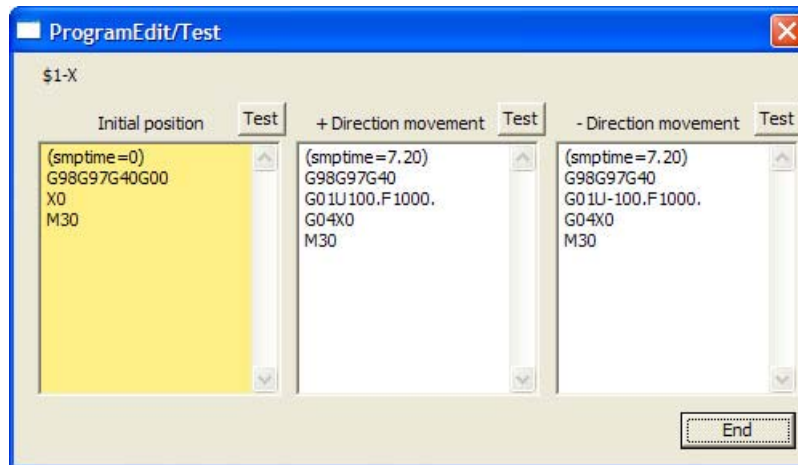 ProgramEdit/Test
$1-X
Initial position Test + Direction movement Test - Direction movement Test
(smptime=0)
G98G97G40G00
X0
M30
(smptime=7.20)
G98G97G40
G01U100.F1000.
G04X0
M30
(smptime=7.20)
G98G97G40
G01U-100.F1000.
G04X0
M30
End